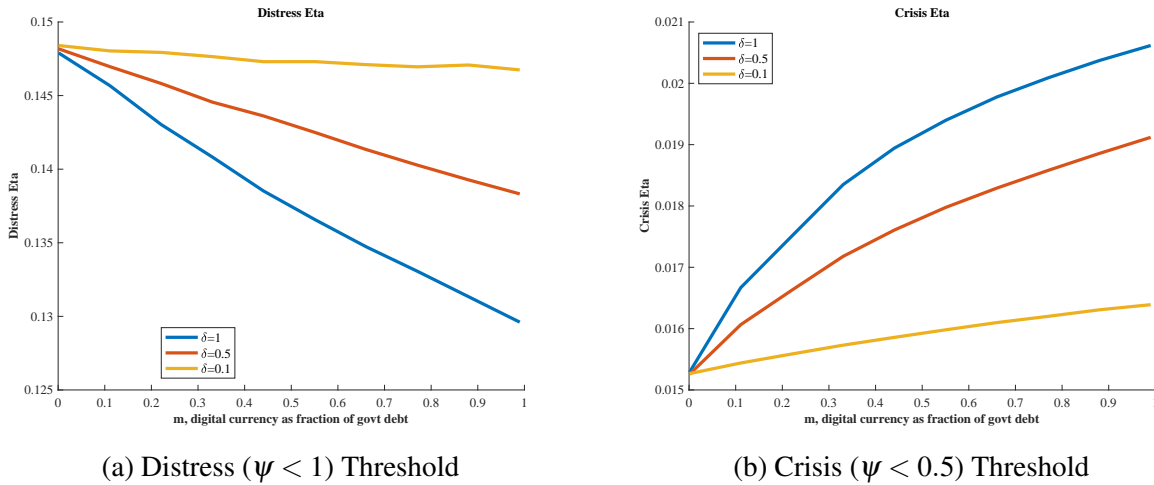 Distress Eta
0.15
0.145
0.14
0.135
0.13
0.125
Distress Eta
δ=1
δ=0.5
δ=0.1
0 0.1 0.2 0.3 0.4 0.5 0.6 0.7 0.8 0.9 1
m, digital currency as fraction of govt debt
(a) Distress (ψ < 1) Threshold
Crisis Eta
0.021
0.02
0.019
0.018
0.017
0.016
0.015
Crisis Eta
δ=1
δ=0.5
δ=0.1
0 0.1 0.2 0.3 0.4 0.5 0.6 0.7 0.8 0.9 1
m, digital currency as fraction of govt debt
(b) Crisis (ψ < 0.5) Threshold